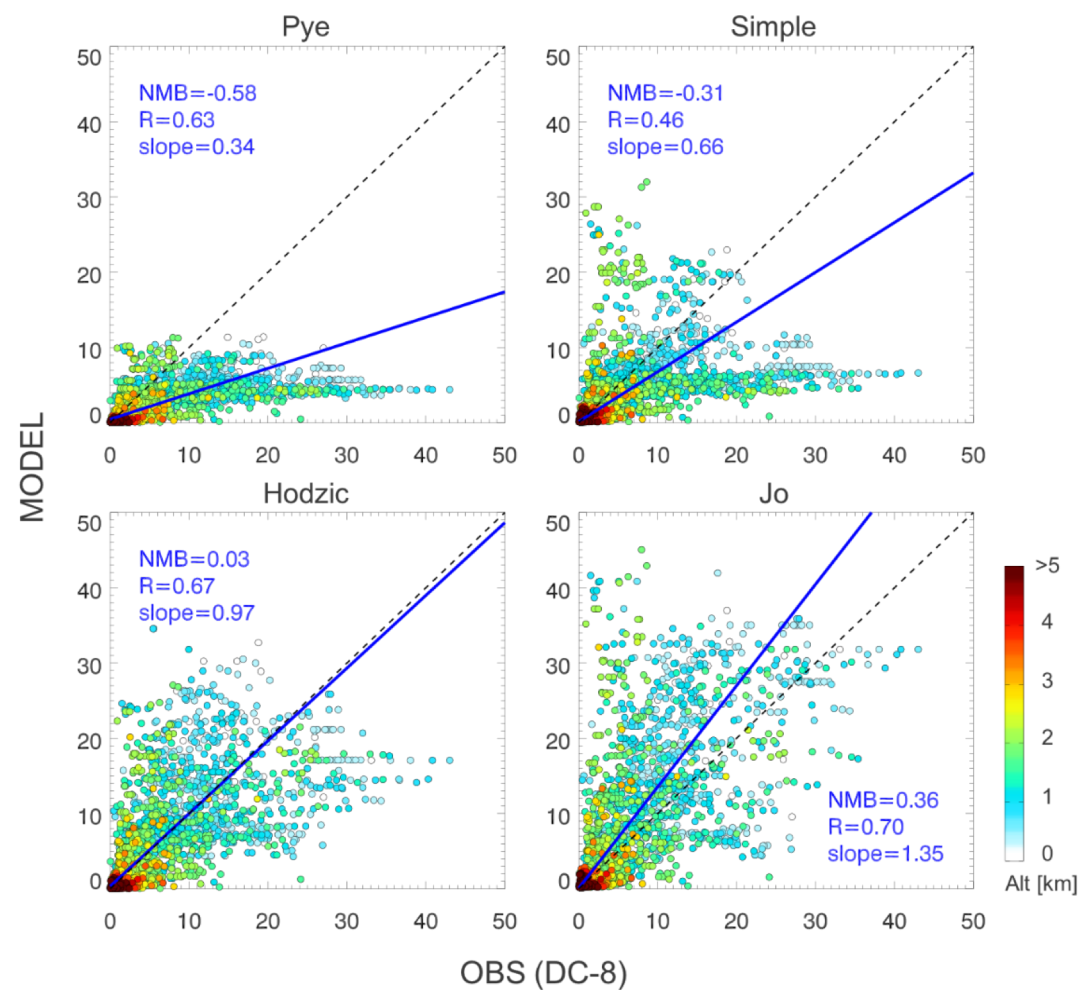 Pye
Simple
50
40
30
20
10
0
NMB=-0.58
R=0.63
slope=0.34
0 10 20 30 40 50
50
40
30
20
10
0
NMB=-0.31
R=0.46
slope=0.66
0 10 20 30 40 50
MODEL
Hodzic
Jo
50
40
30
20
10
0
NMB=0.03
R=0.67
slope=0.97
0 10 20 30 40 50
50
40
30
20
10
0
NMB=0.36
R=0.70
slope=1.35
0 10 20 30 40 50
>5
4
3
2
1
0
Alt [km]
OBS (DC-8)